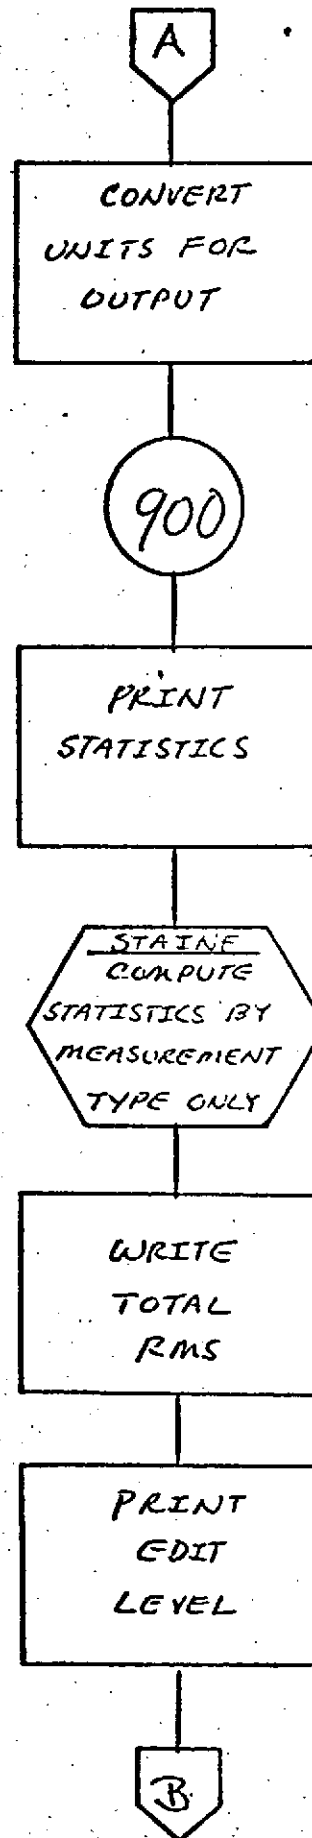 A
CONVERT
UNITS FOR
OUTPUT
900
PRINT
STATISTICS
STAINF
COMPUTE
STATISTICS BY
MEASUREMENT
TYPE ONLY
WRITE
TOTAL
RMS
PRINT
EDIT
LEVEL
B